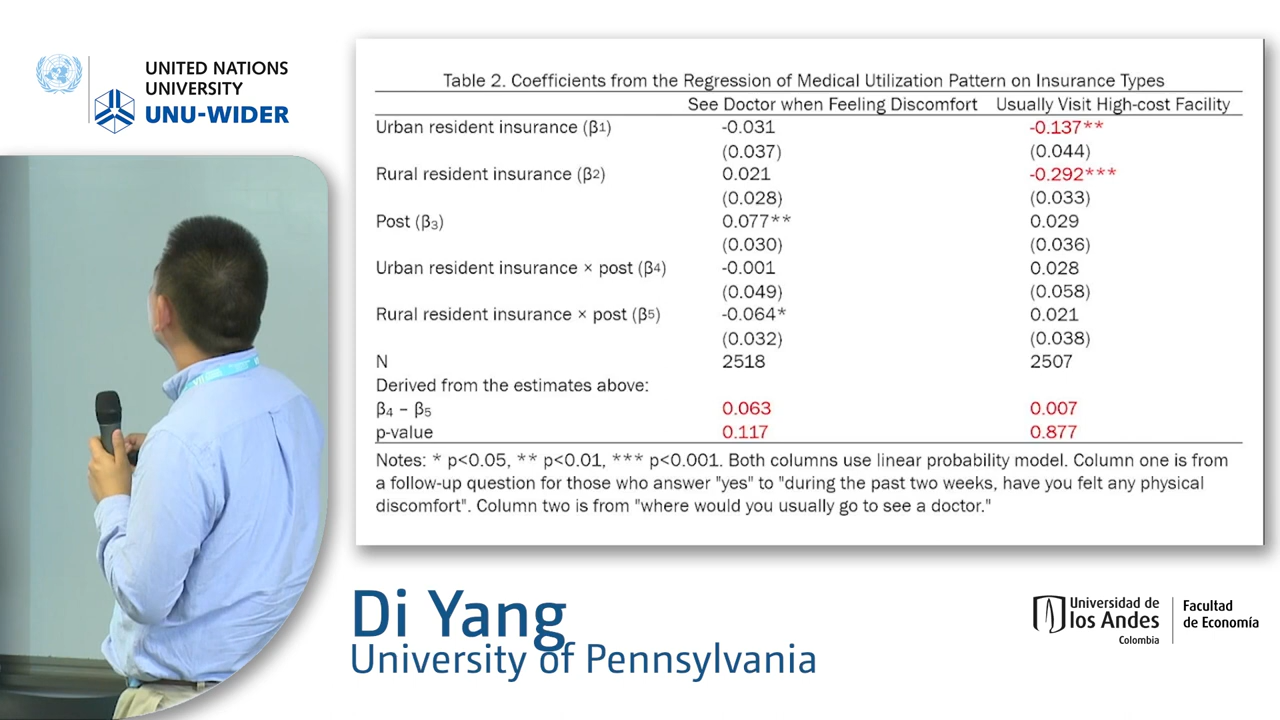 UNITED NATIONS
UNIVERSITY
UNU-WIDER
Table 2. Coefficients from the Regression of Medical Utilization Pattern on Insurance Types
See Doctor when Feeling Discomfort Usually Visit High-cost Facility
Urban resident insurance (β1) -0.031 -0.137**
(0.037) (0.044)
Rural resident insurance (β2) 0.021 -0.292***
(0.028) (0.033)
Post (β3) 0.077** 0.029
(0.030) (0.036)
Urban resident insurance × post (β4) -0.001 0.028
(0.049) (0.058)
Rural resident insurance × post (β5) -0.064* 0.021
(0.032) (0.038)
N 2518 2507
Derived from the estimates above:
β4 – β5 0.063 0.007
p-value 0.117 0.877
Notes: * p<0.05, ** p<0.01, *** p<0.001. Both columns use linear probability model. Column one is from
a follow-up question for those who answer "yes" to "during the past two weeks, have you felt any physical
discomfort". Column two is from "where would you usually go to see a doctor."
Di Yang
University of Pennsylvania
Universidad de
los Andes
Colombia
Facultad
de Economía